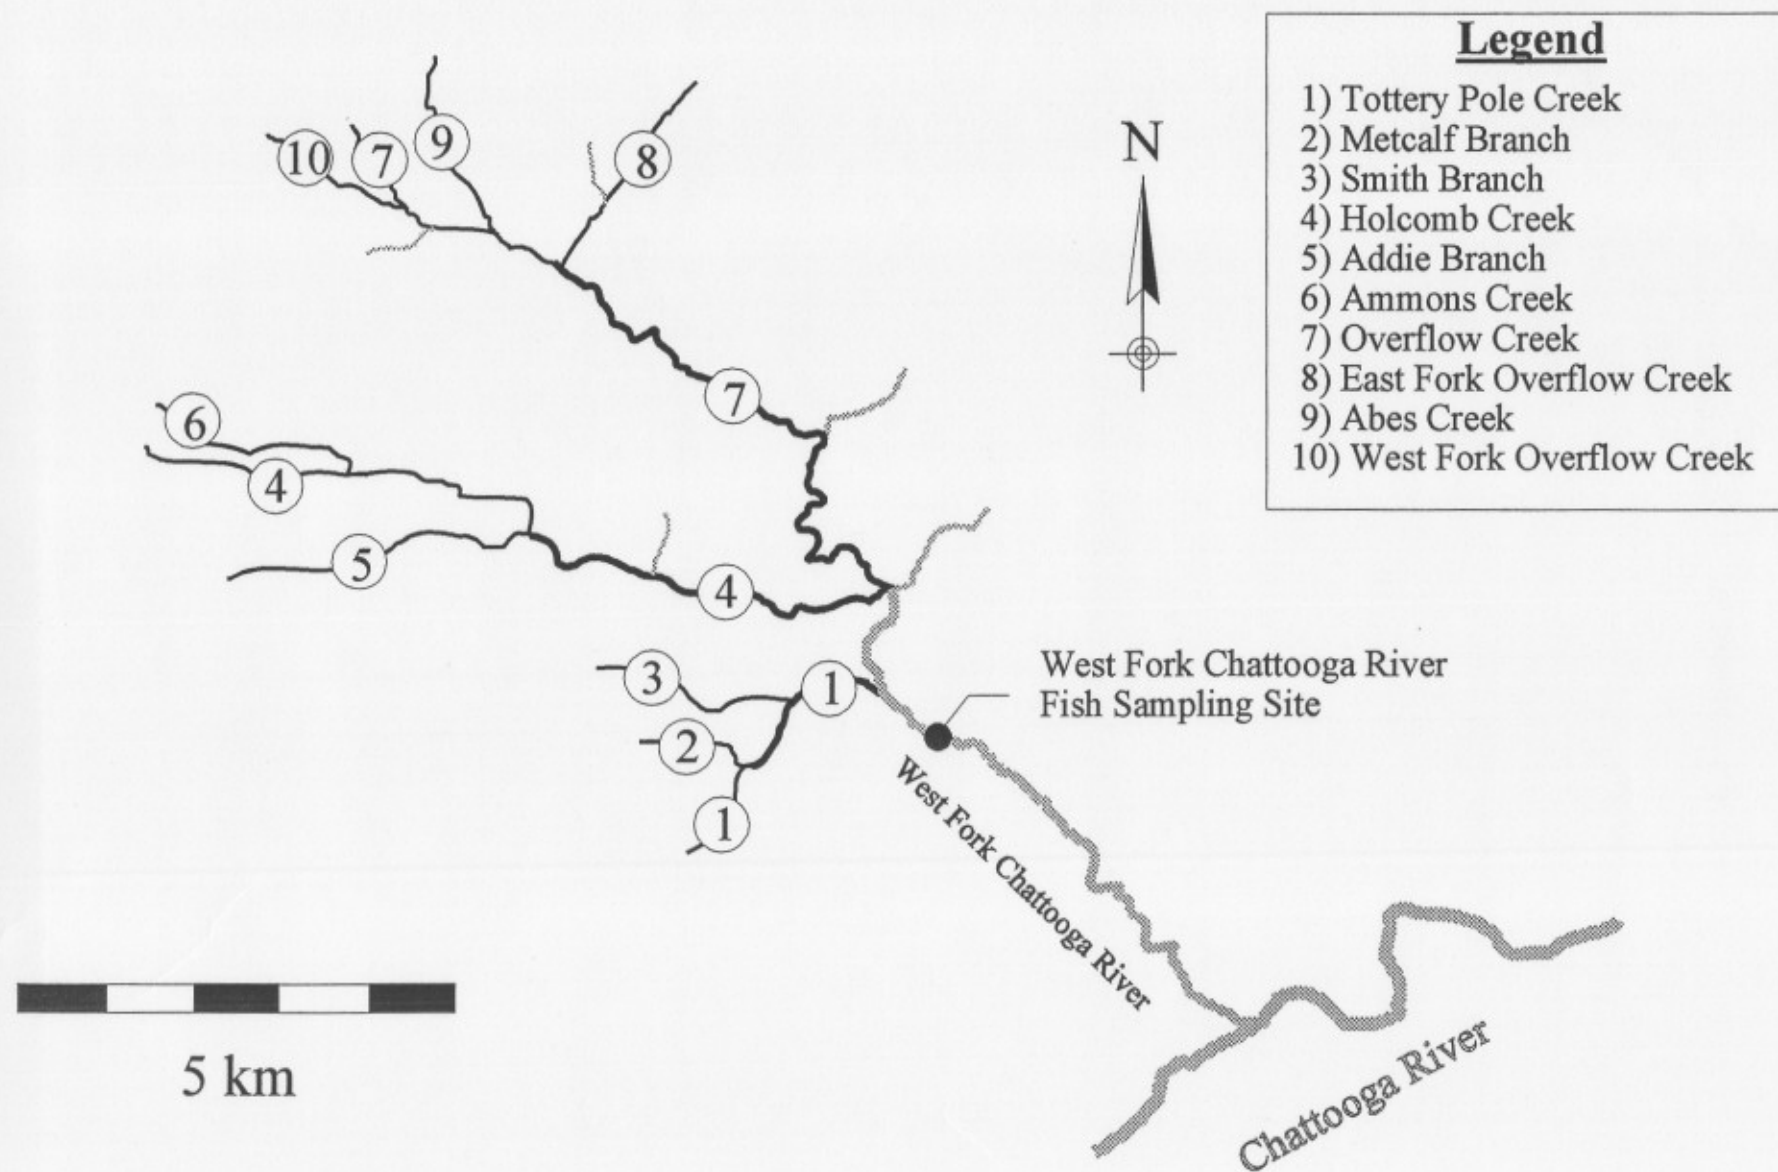 Legend
1) Tottery Pole Creek
2) Metcalf Branch
3) Smith Branch
4) Holcomb Creek
5) Addie Branch
6) Ammons Creek
7) Overflow Creek
8) East Fork Overflow Creek
9) Abes Creek
10) West Fork Overflow Creek
N
10
7
9
8
7
6
4
5
4
3
1
2
1
West Fork Chattooga River
Fish Sampling Site
West Fork Chattooga River
Chattooga River
5 km